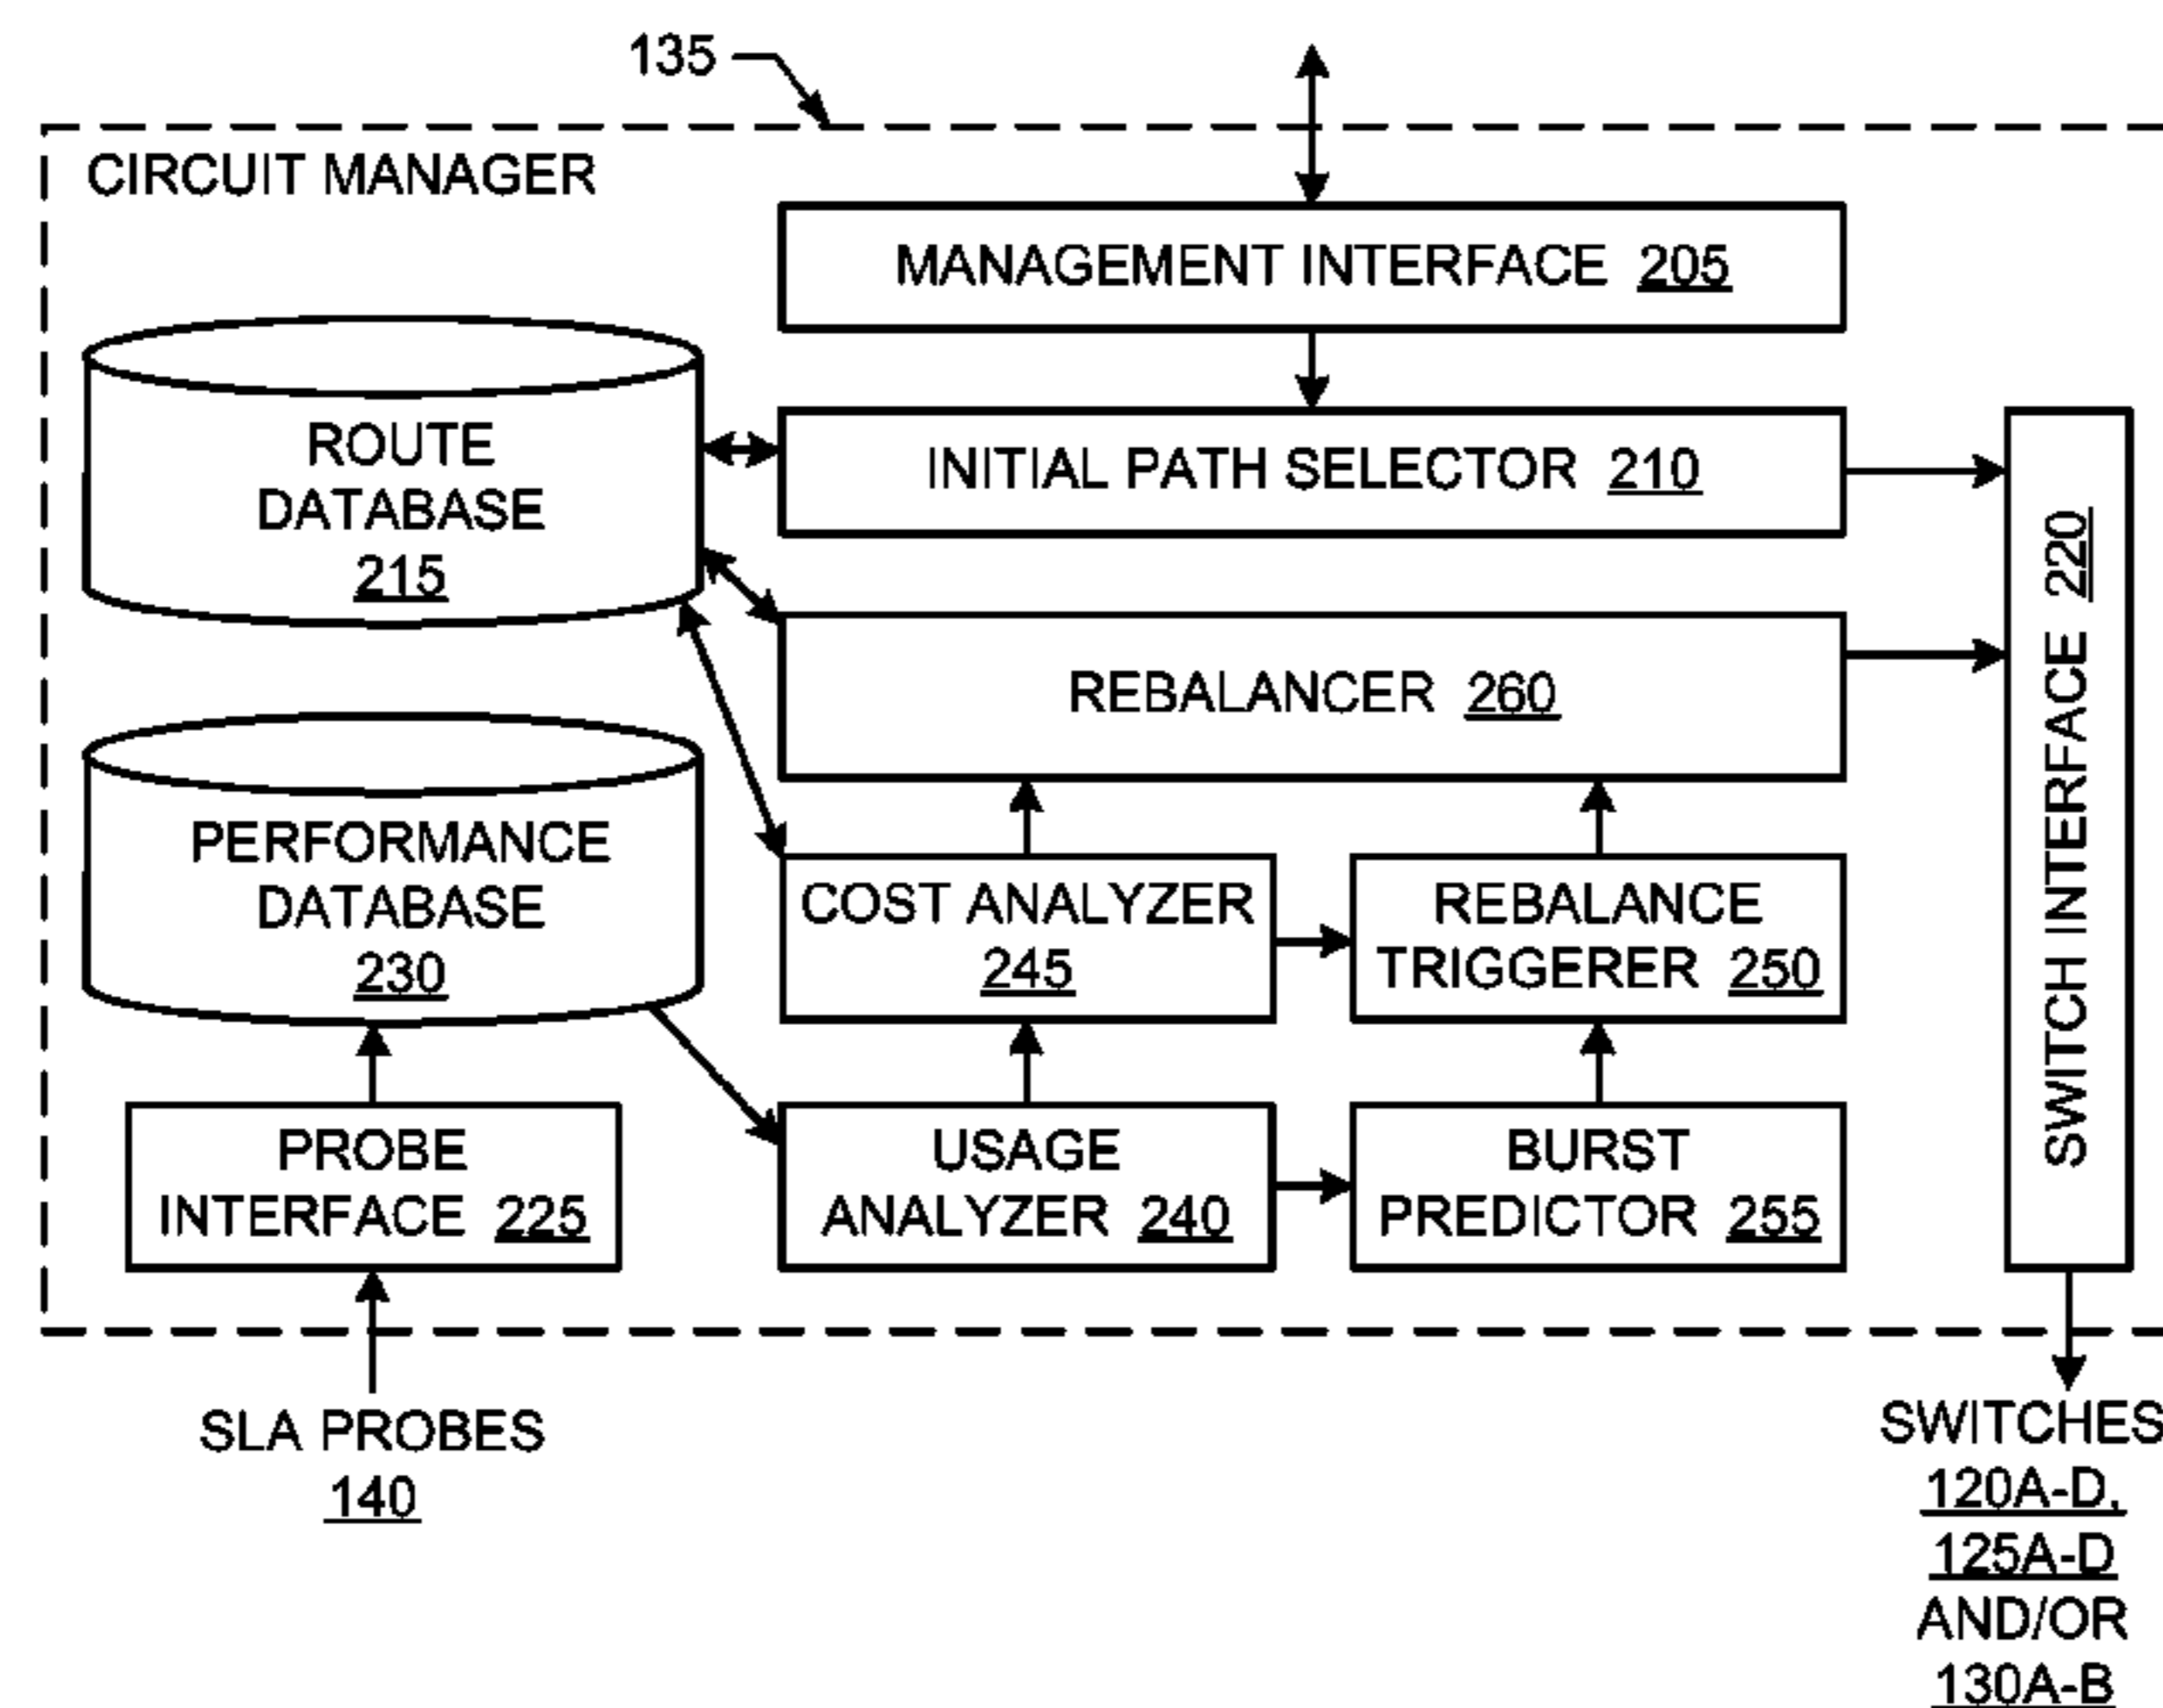 135
CIRCUIT MANAGER
MANAGEMENT INTERFACE 205
ROUTE
DATABASE
215
INITIAL PATH SELECTOR 210
SWITCH INTERFACE 220
REBALANCER 260
PERFORMANCE
DATABASE
230
COST ANALYZER
245
REBALANCE
TRIGGERER 250
PROBE
INTERFACE 225
USAGE
ANALYZER 240
BURST
PREDICTOR 255
SLA PROBES
140
SWITCHES
120A-D,
125A-D
AND/OR
130A-B